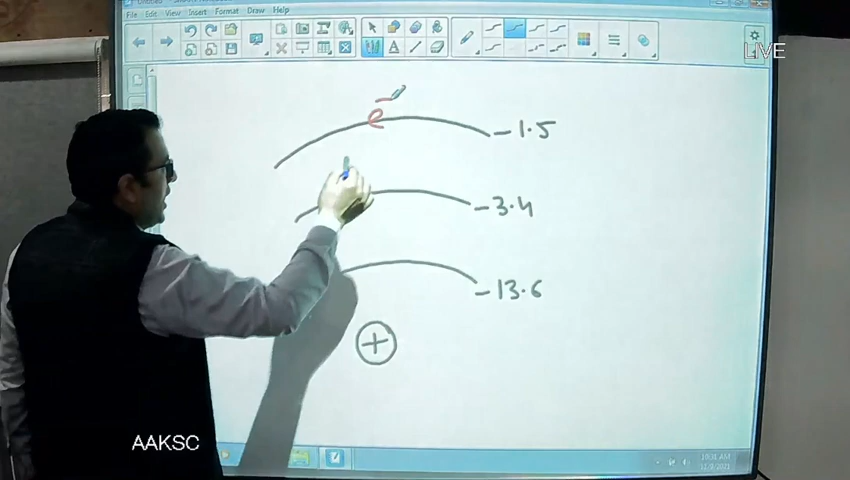 File Edit View Insert Format Draw Help
LIVE
e-
-1.5
-3.4
-13.6
+
AAKSC